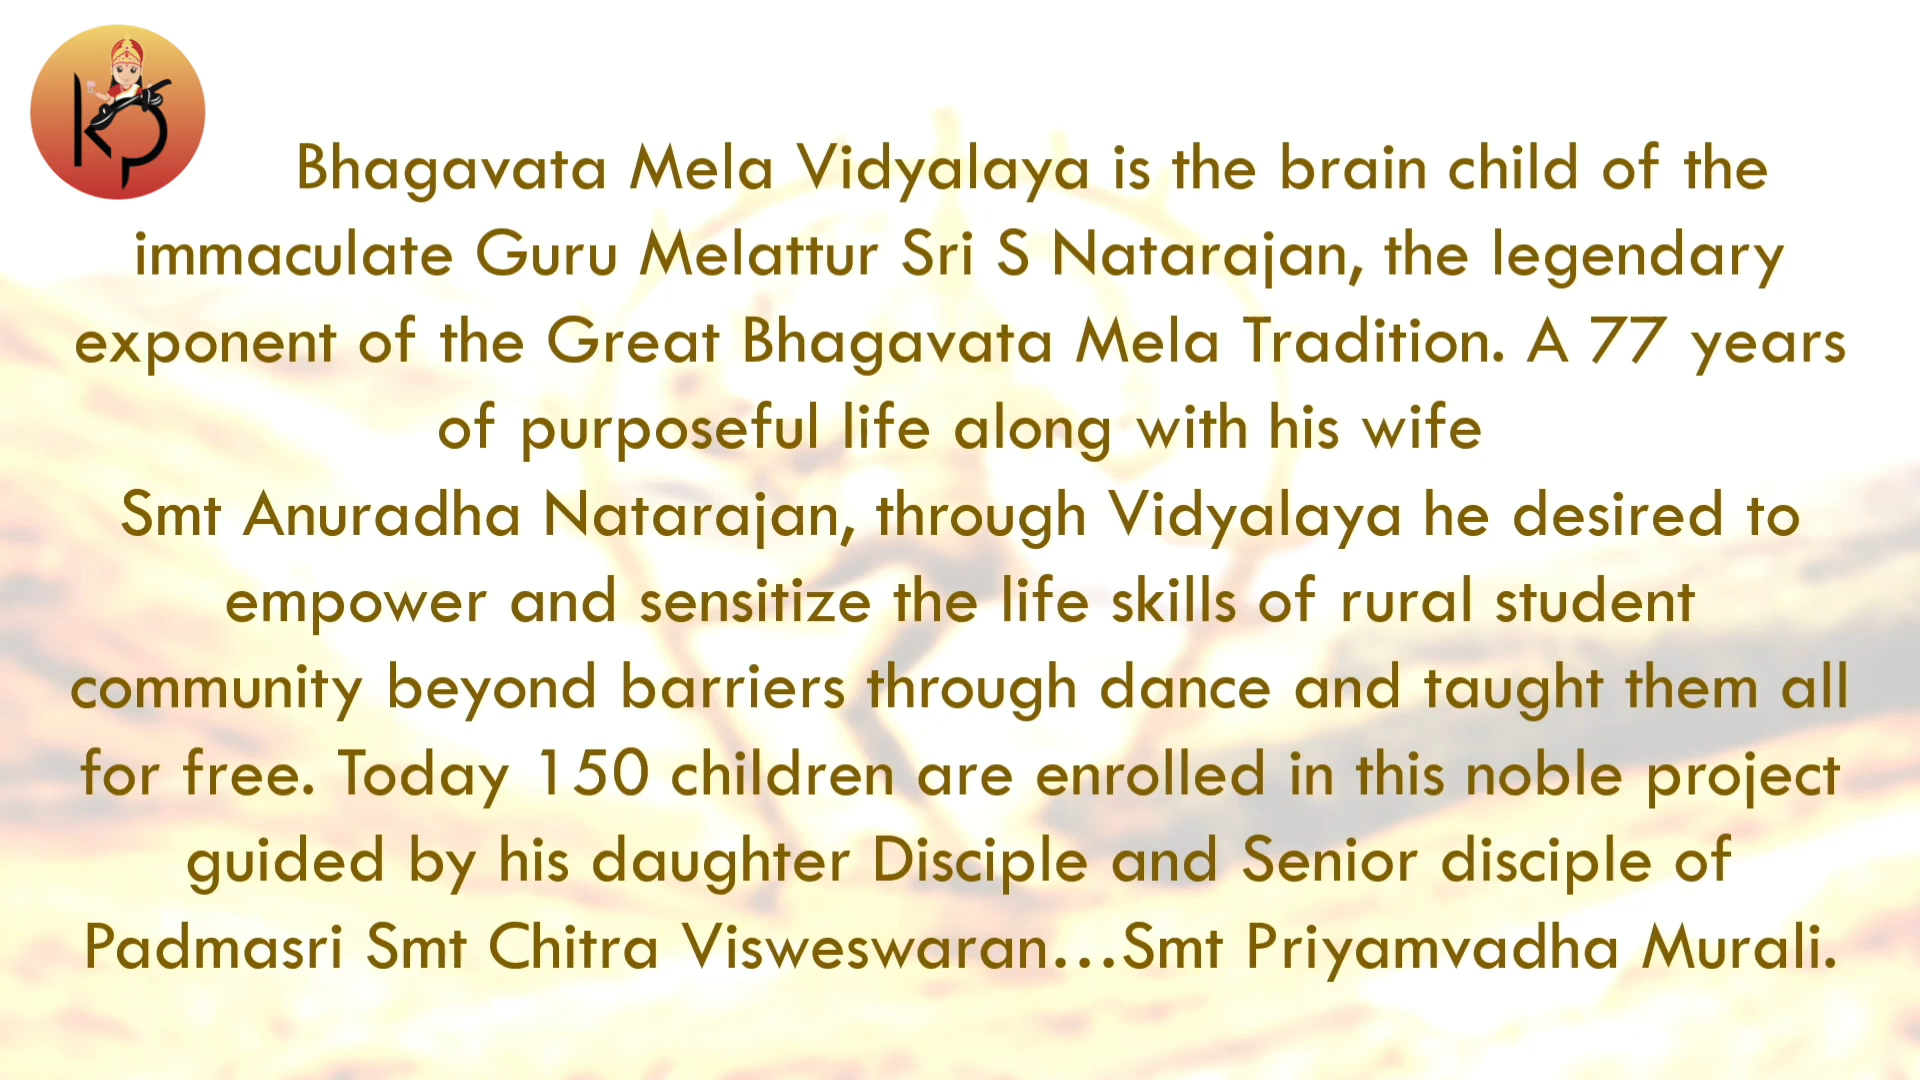 KP
Bhagavata Mela Vidyalaya is the brain child of the
immaculate Guru Melattur Sri S Natarajan, the legendary
exponent of the Great Bhagavata Mela Tradition. A 77 years
of purposeful life along with his wife
Smt Anuradha Natarajan, through Vidyalaya he desired to
empower and sensitize the life skills of rural student
community beyond barriers through dance and taught them all
for free. Today 150 children are enrolled in this noble project
guided by his daughter Disciple and Senior disciple of
Padmasri Smt Chitra Visweswaran...Smt Priyamvadha Murali.